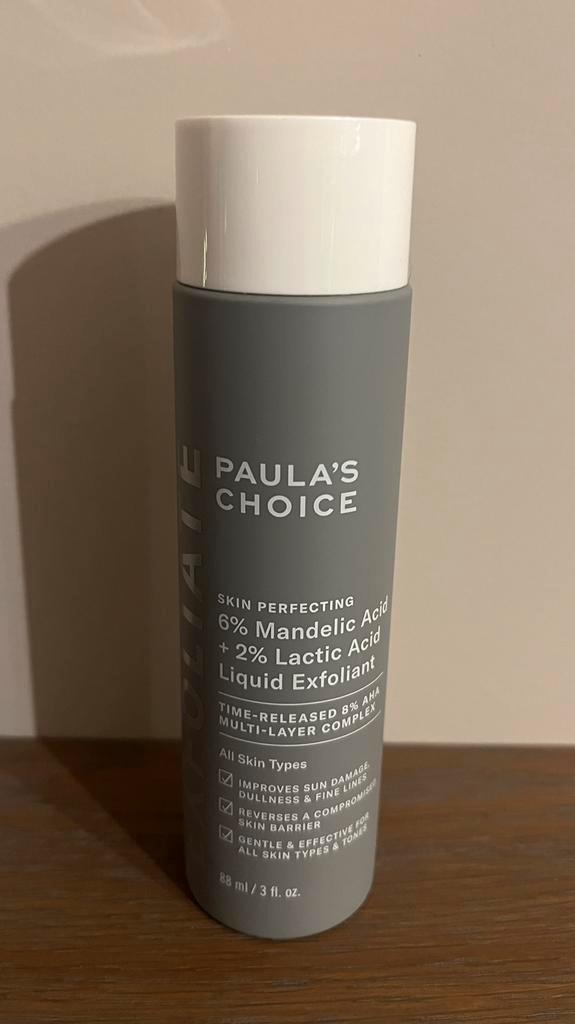 EXFOLIATE
PAULA'S
CHOICE
SKIN PERFECTING
6% Mandelic Acid
+ 2% Lactic Acid
Liquid Exfoliant
TIME-RELEASED 8% AHA
MULTI-LAYER COMPLEX
All Skin Types
IMPROVES SUN DAMAGE,
DULLNESS & FINE LINES
REVERSES A COMPROMISED
SKIN BARRIER
GENTLE & EFFECTIVE FOR
ALL SKIN TYPES & TONES
88 ml / 3 fl. oz.